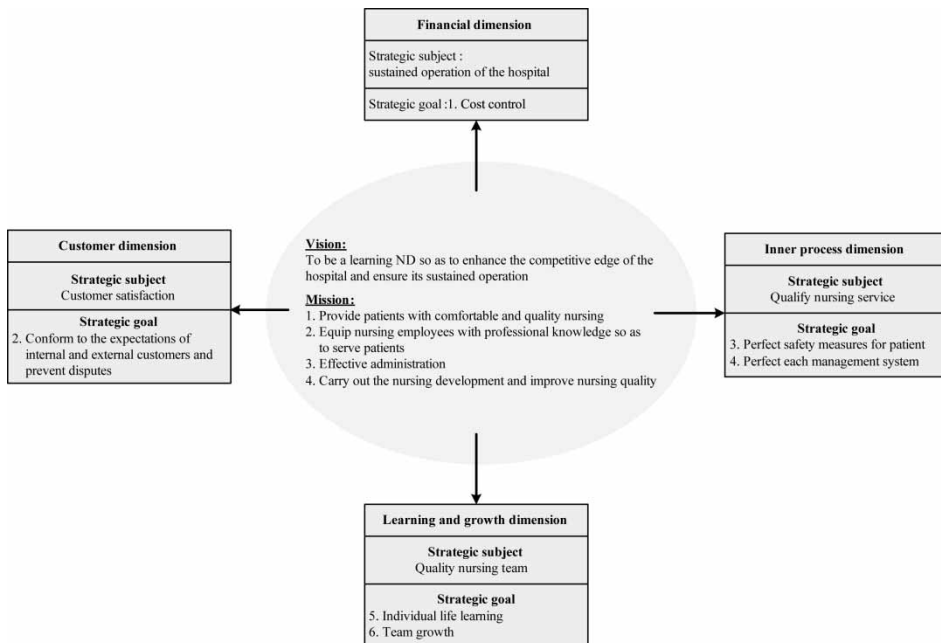 Financial dimension
Strategic subject :
sustained operation of the hospital
Strategic goal :1. Cost control
Customer dimension
Strategic subject
Customer satisfaction
Strategic goal
2. Conform to the expectations of
internal and external customers and
prevent disputes
Vision:
To be a learning ND so as to enhance the competitive edge of the
hospital and ensure its sustained operation
Mission:
1. Provide patients with comfortable and quality nursing
2. Equip nursing employees with professional knowledge so as
to serve patients
3. Effective administration
4. Carry out the nursing development and improve nursing quality
Inner process dimension
Strategic subject
Qualify nursing service
Strategic goal
3. Perfect safety measures for patient
4. Perfect each management system
Learning and growth dimension
Strategic subject
Quality nursing team
Strategic goal
5. Individual life learning
6. Team growth